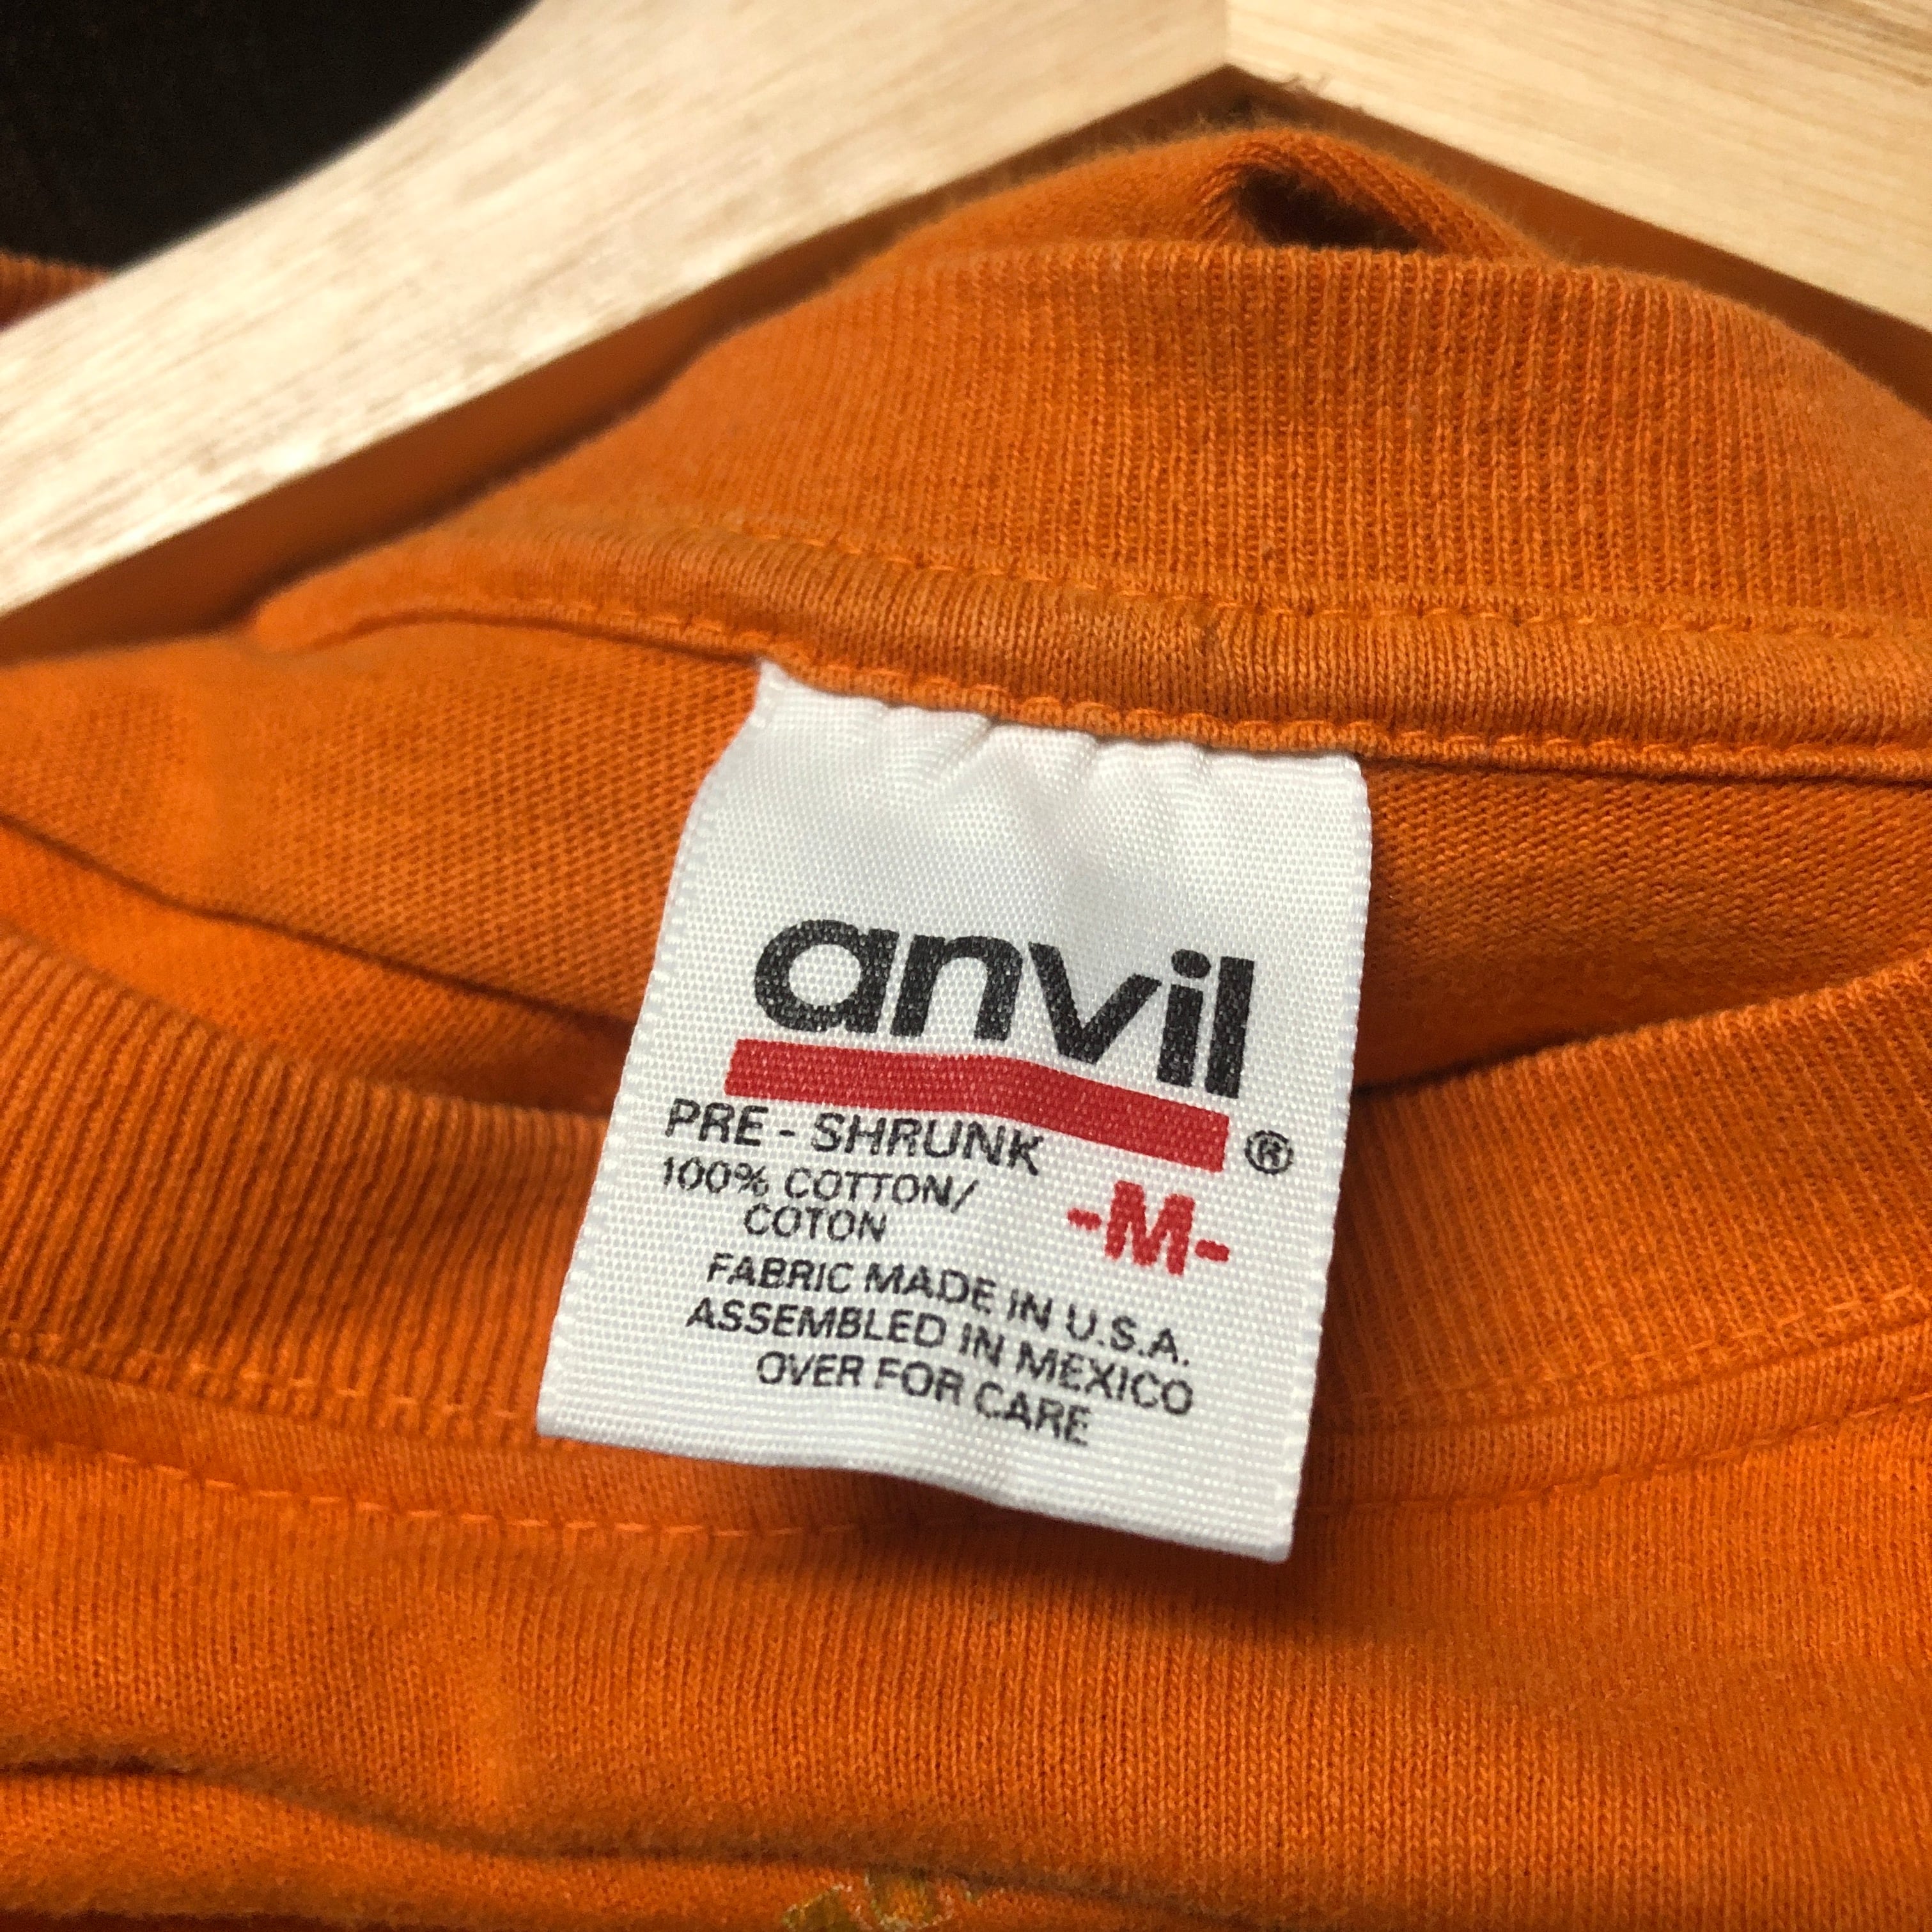 anvil
®
PRE - SHRUNK
100% COTTON/
COTON
-M-
FABRIC MADE IN U.S.A.
ASSEMBLED IN MEXICO
OVER FOR CARE